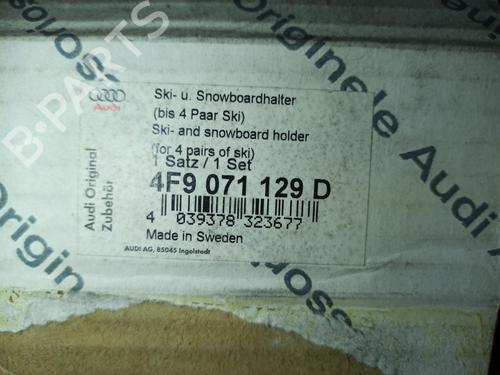 Ski- u. Snowboardhalter
(bis 4 Paar Ski)
Ski- and snowboard holder
(for 4 pairs of ski)
1 Satz / 1 Set
4F9 071 129 D
4 039378 323677
Made in Sweden
AUDI AG, 85045 Ingolstadt
Audi
Audi Original
Zubehör
B-PARTS
nele Audi
Originale